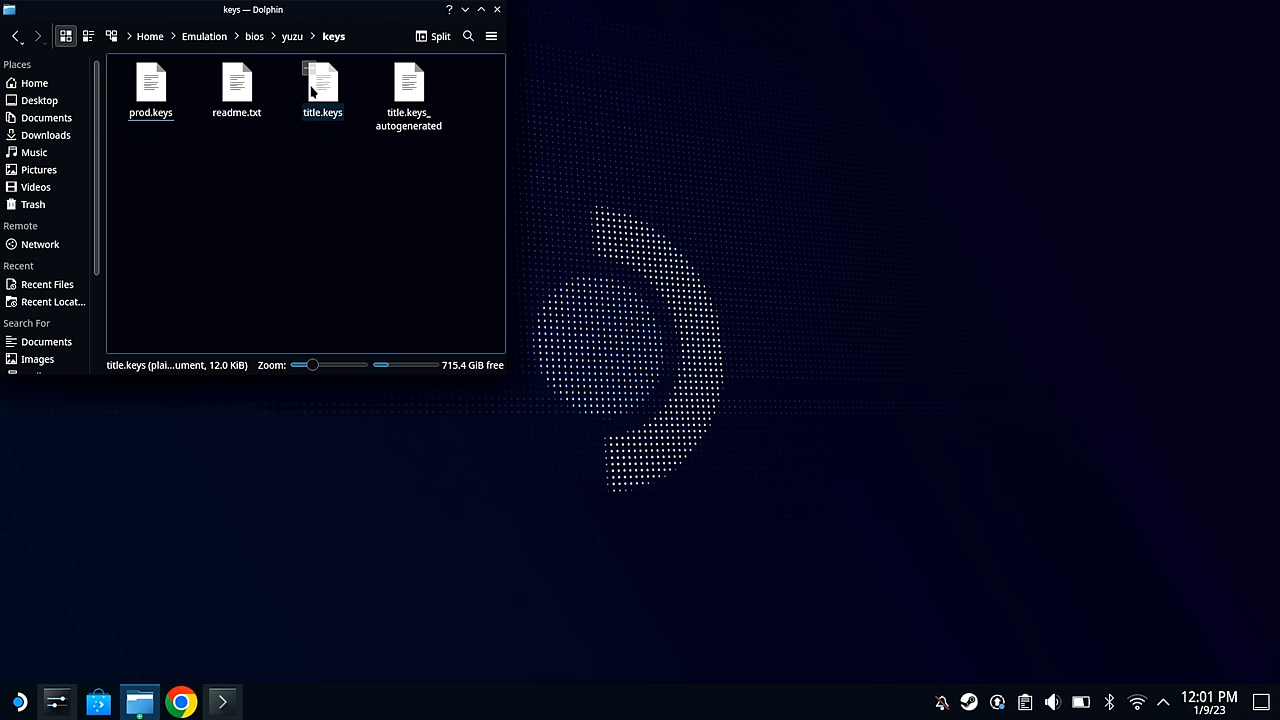 keys — Dolphin
Home
Emulation
bios
yuzu
keys
Split
Places
Home
Desktop
Documents
Downloads
Music
Pictures
Videos
Trash
Remote
Network
Recent
Recent Files
Recent Locat...
Search For
Documents
Images
prod.keys
readme.txt
title.keys
title.keys_
autogenerated
title.keys (plai...ument, 12.0 KiB)
Zoom:
715.4 GiB free
12:01 PM
1/9/23